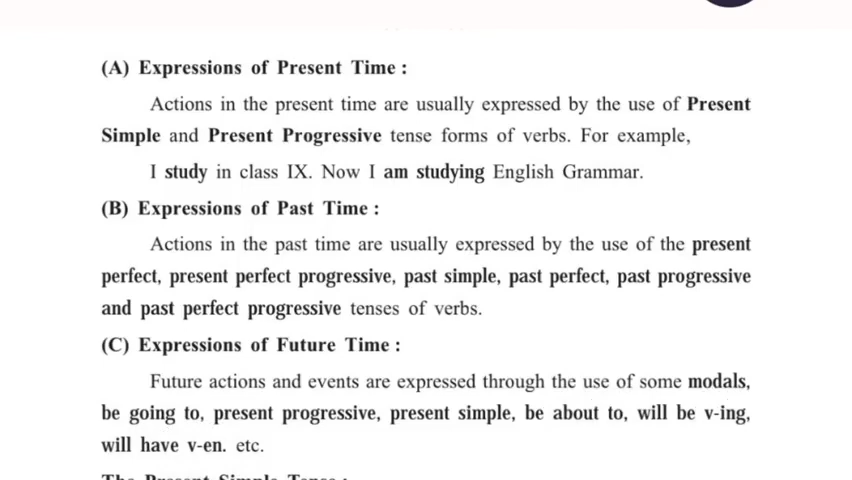 (A) Expressions of Present Time :
Actions in the present time are usually expressed by the use of Present
Simple and Present Progressive tense forms of verbs. For example,
I study in class IX. Now I am studying English Grammar.
(B) Expressions of Past Time :
Actions in the past time are usually expressed by the use of the present
perfect, present perfect progressive, past simple, past perfect, past progressive
and past perfect progressive tenses of verbs.
(C) Expressions of Future Time :
Future actions and events are expressed through the use of some modals,
be going to, present progressive, present simple, be about to, will be v-ing,
will have v-en. etc.
The Present Simple Tense :